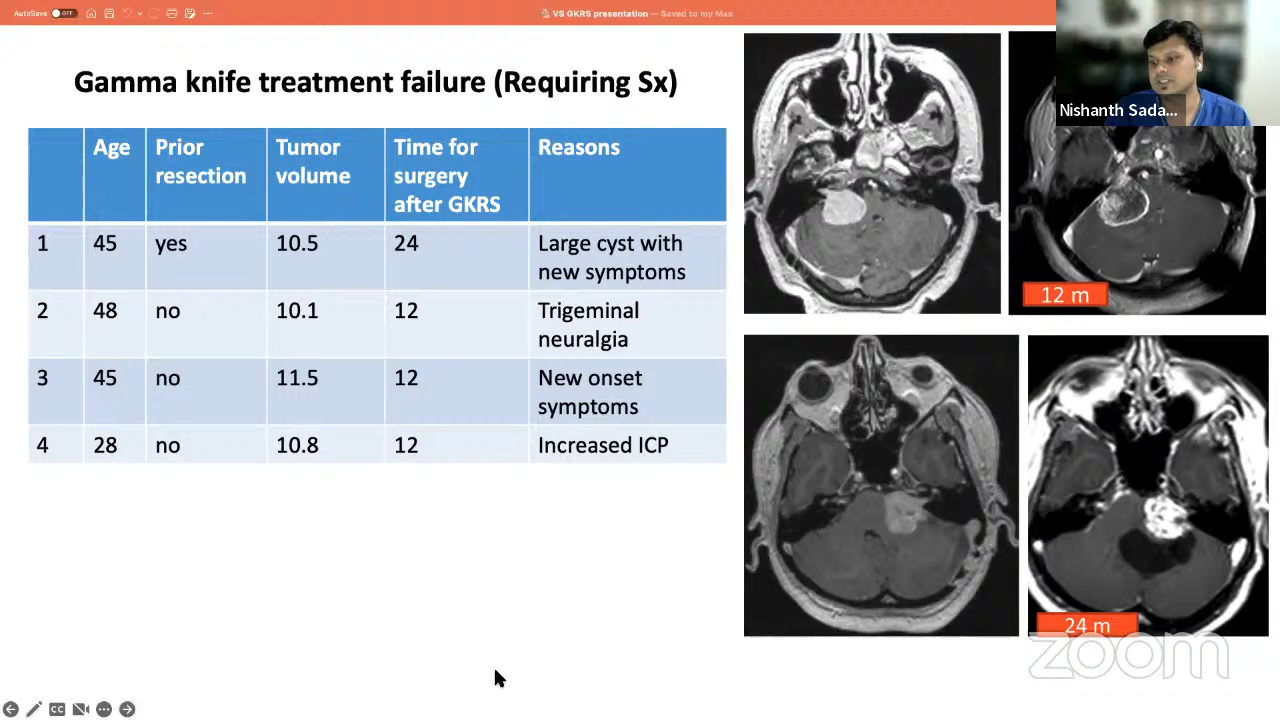 AutoSave OFF
VS GKRS presentation — Saved to my Mac
Gamma knife treatment failure (Requiring Sx)
Age Prior resection Tumor volume Time for surgery after GKRS Reasons
1 45 yes 10.5 24 Large cyst with new symptoms
2 48 no 10.1 12 Trigeminal neuralgia
3 45 no 11.5 12 New onset symptoms
4 28 no 10.8 12 Increased ICP
Nishanth Sada...
12 m
24 m
zoom
CC